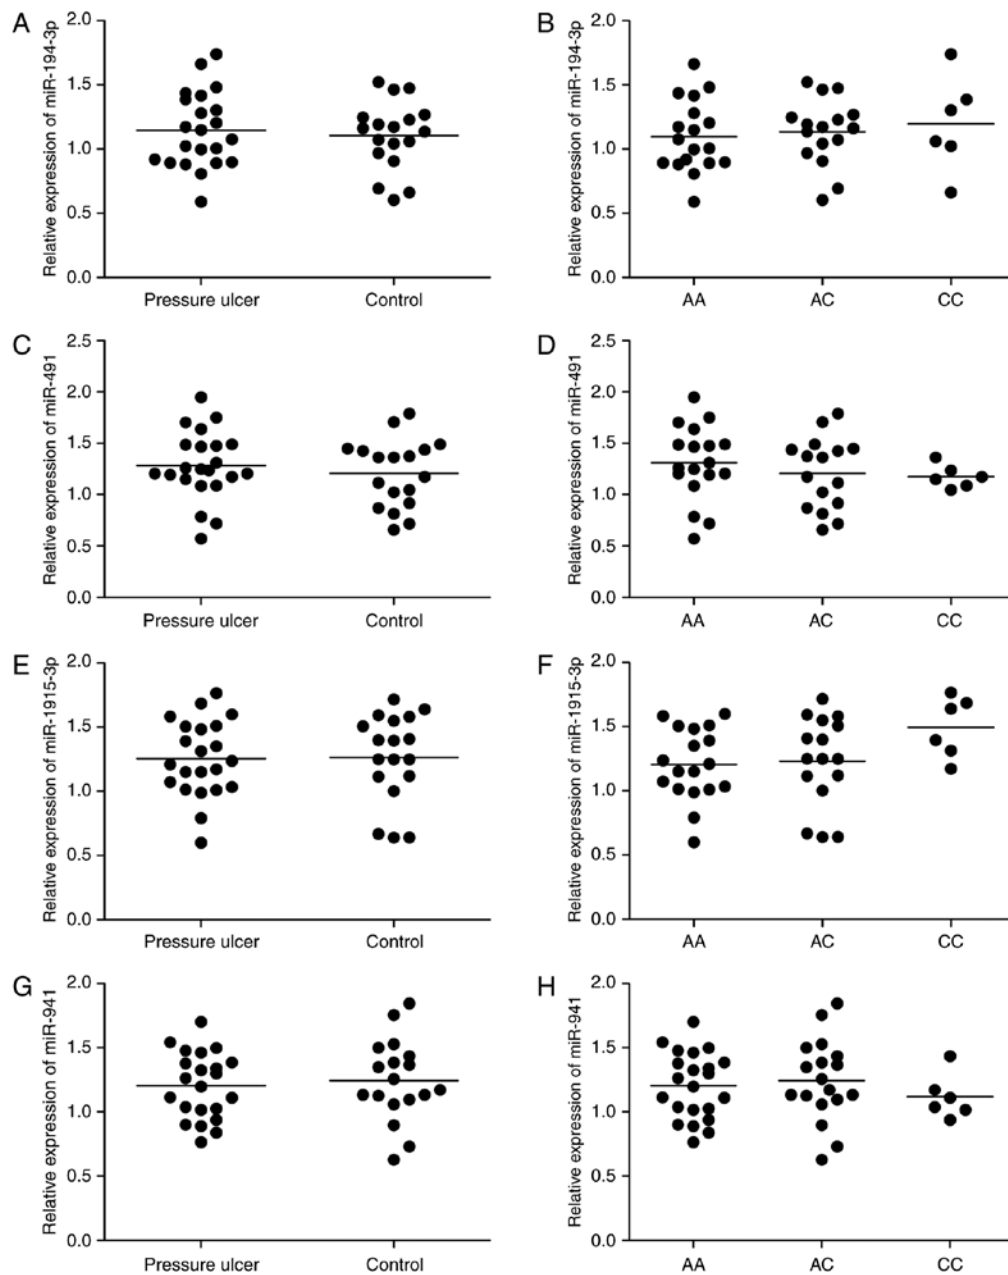 A
Relative expression of miR-194-3p
2.0
1.5
1.0
0.5
0.0
Pressure ulcer Control
B
Relative expression of miR-194-3p
2.0
1.5
1.0
0.5
0.0
AA AC CC
C
Relative expression of miR-491
2.5
2.0
1.5
1.0
0.5
0.0
Pressure ulcer Control
D
Relative expression of miR-491
2.5
2.0
1.5
1.0
0.5
0.0
AA AC CC
E
Relative expression of miR-1915-3p
2.0
1.5
1.0
0.5
0.0
Pressure ulcer Control
F
Relative expression of miR-1915-3p
2.0
1.5
1.0
0.5
0.0
AA AC CC
G
Relative expression of miR-941
2.0
1.5
1.0
0.5
0.0
Pressure ulcer Control
H
Relative expression of miR-941
2.0
1.5
1.0
0.5
0.0
AA AC CC